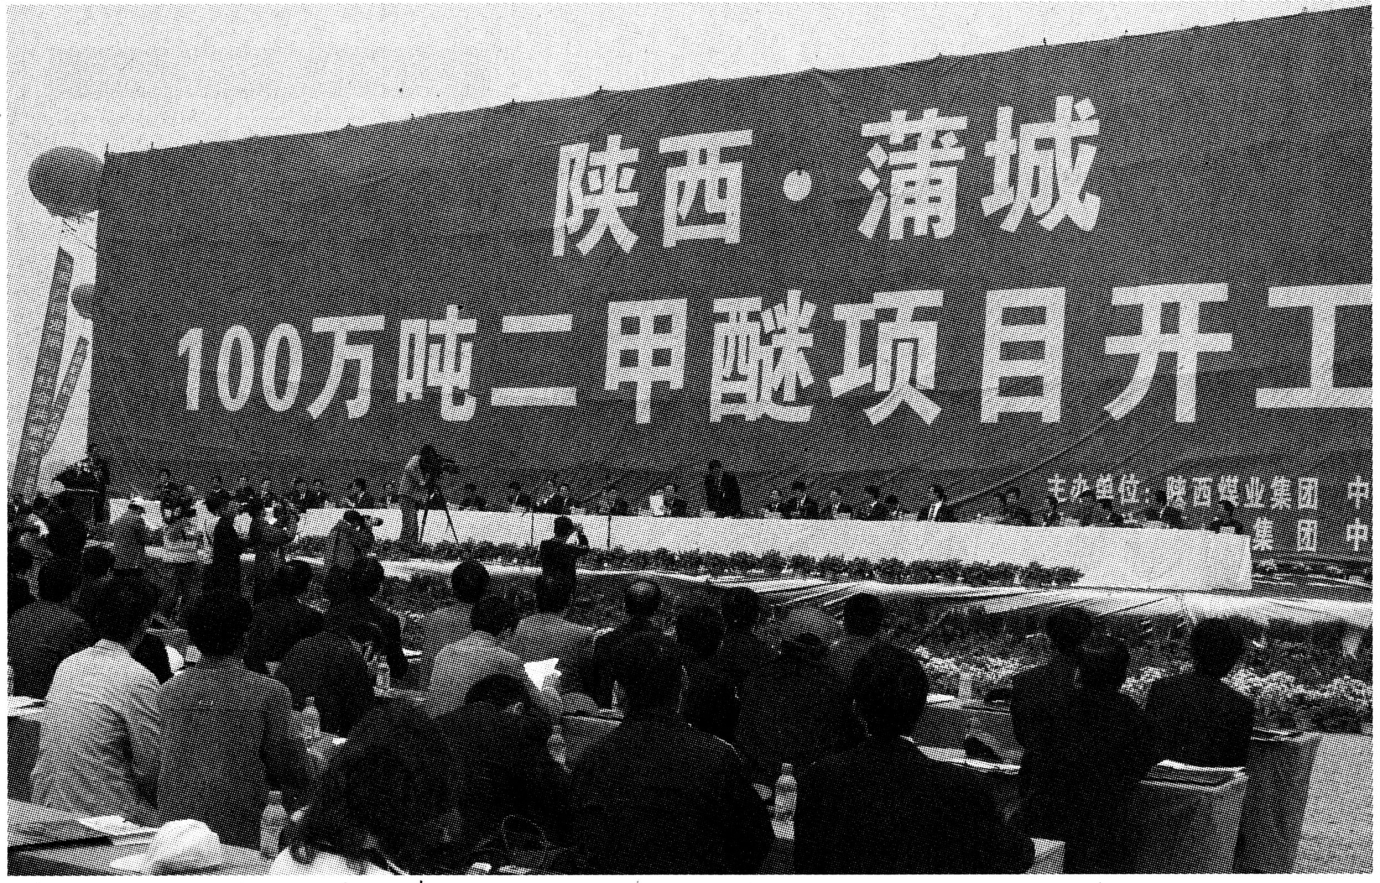 陕西·蒲城
100万吨二甲醚项目开工
主办单位：陕西煤业集团 中
集团 中